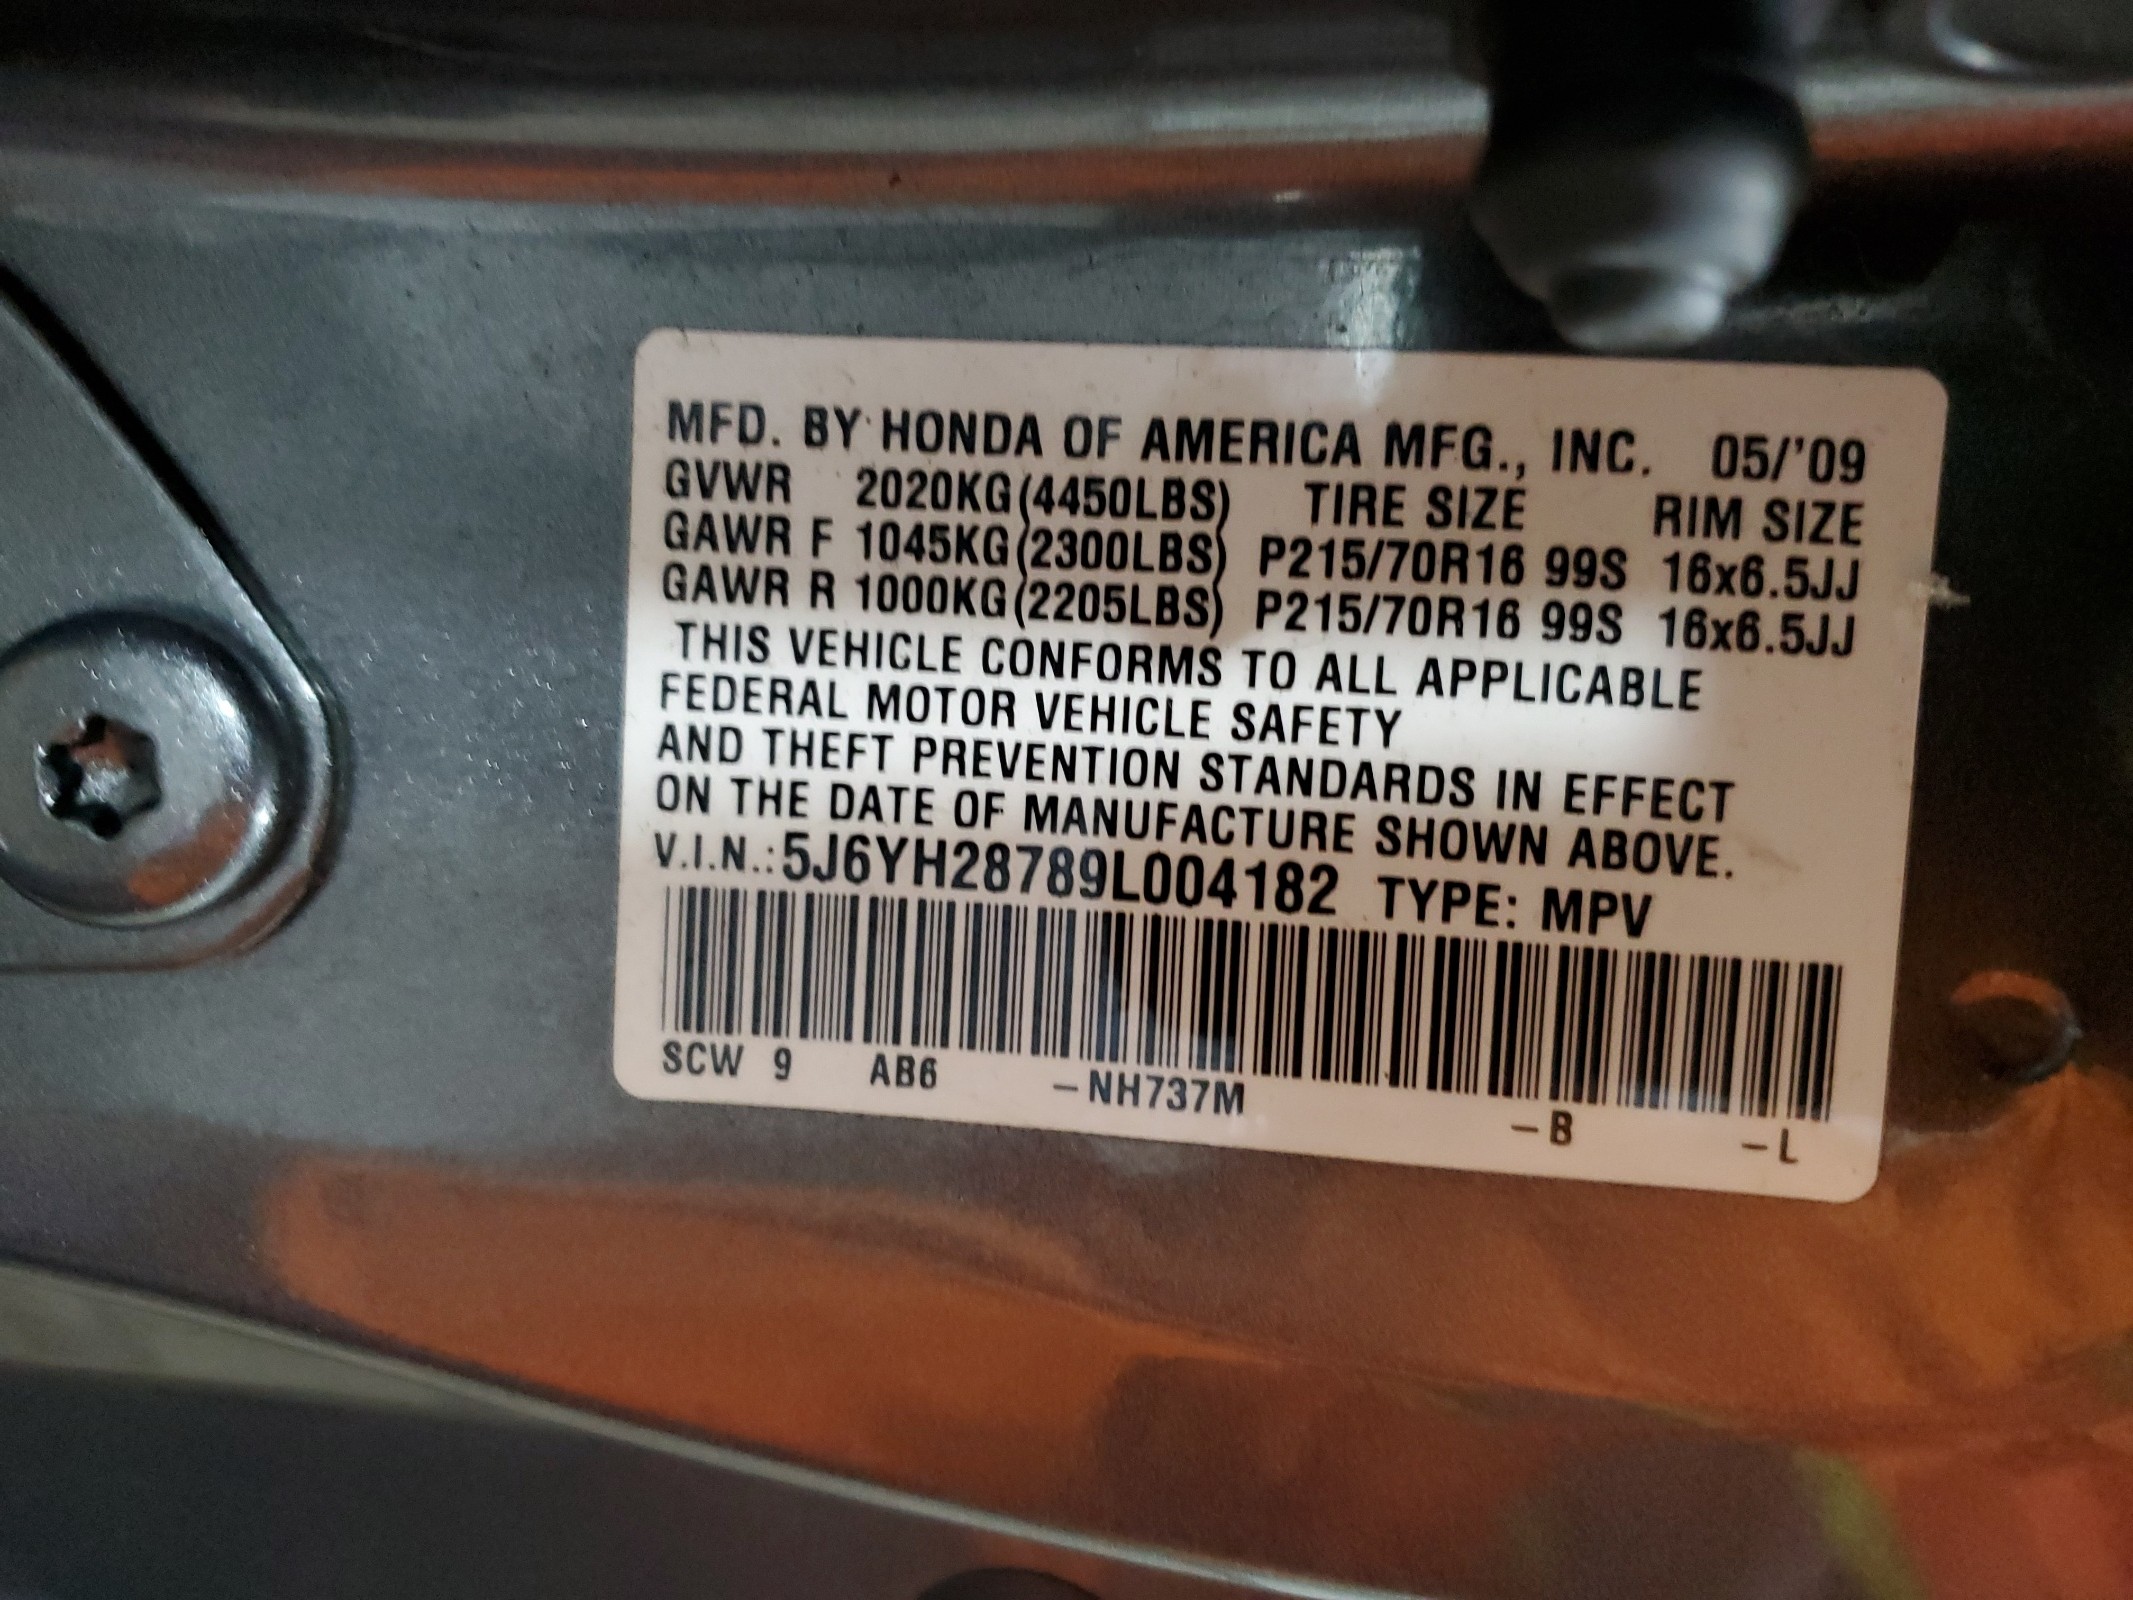 MFD. BY HONDA OF AMERICA MFG., INC. 05/'09
GVWR 2020KG(4450LBS) TIRE SIZE RIM SIZE
GAWR F 1045KG(2300LBS) P215/70R16 99S 16x6.5JJ
GAWR R 1000KG(2205LBS) P215/70R16 99S 16x6.5JJ
THIS VEHICLE CONFORMS TO ALL APPLICABLE
FEDERAL MOTOR VEHICLE SAFETY
AND THEFT PREVENTION STANDARDS IN EFFECT
ON THE DATE OF MANUFACTURE SHOWN ABOVE.
V.I.N.: 5J6YH28789L004182 TYPE: MPV
SCW 9 AB6 -NH737M -B -L